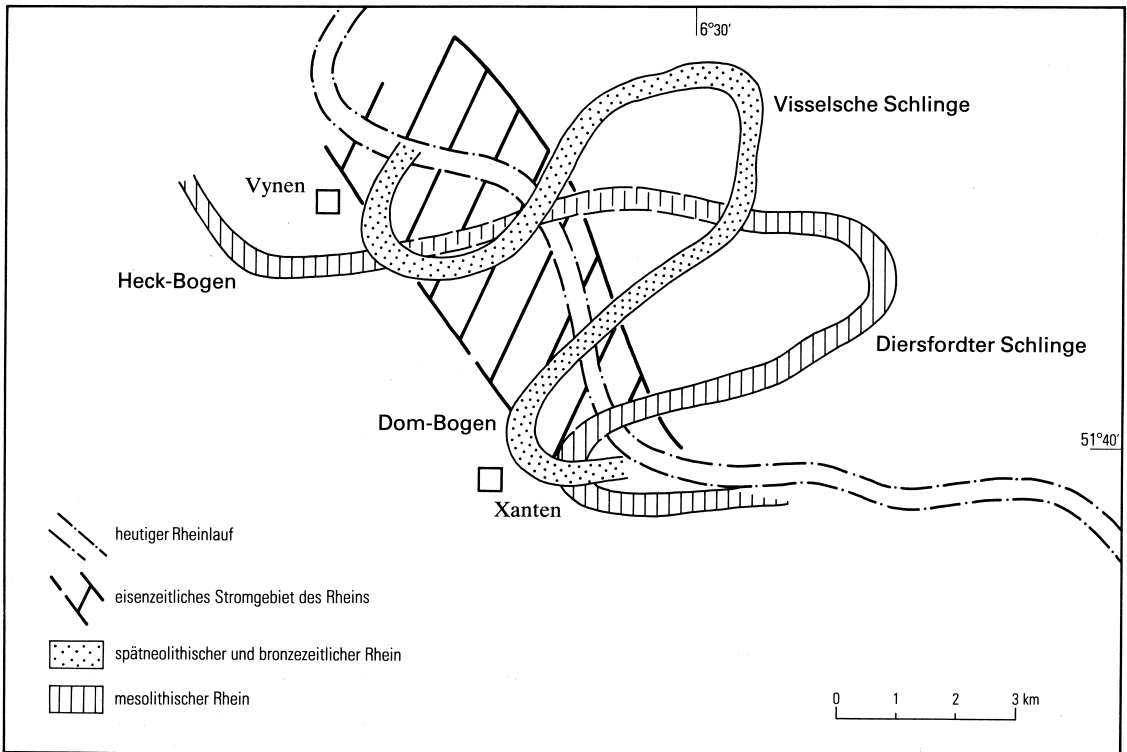 6°30′
Visselsche Schlinge
Vynen
Heck-Bogen
Diersfordter Schlinge
Dom-Bogen
51°40′
Xanten
heutiger Rheinlauf
eisenzeitliches Stromgebiet des Rheins
spätneolithischer und bronzezeitlicher Rhein
mesolithischer Rhein
0 1 2 3 km